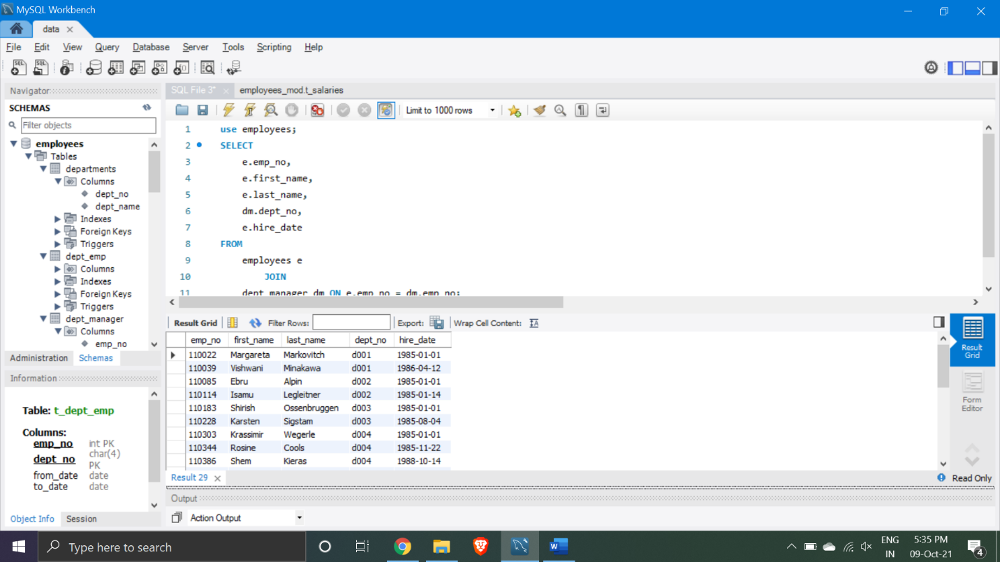 MySQL Workbench
data
File Edit View Query Database Server Tools Scripting Help
Navigator
SCHEMAS
Filter objects
employees
Tables
departments
Columns
dept_no
dept_name
Indexes
Foreign Keys
Triggers
dept_emp
Columns
Indexes
Foreign Keys
Triggers
dept_manager
Columns
emp_no
Administration Schemas
Information
Table: t_dept_emp
Columns:
emp_no int PK
dept_no char(4) PK
from_date date
to_date date
Object Info Session
SQL File 3* employees_mod.t_salaries
Limit to 1000 rows
1 use employees;
2 SELECT
3 e.emp_no,
4 e.first_name,
5 e.last_name,
6 dm.dept_no,
7 e.hire_date
8 FROM
9 employees e
10 JOIN
11 dept_manager dm ON e.emp_no = dm.emp_no;
Result Grid Filter Rows: Export: Wrap Cell Content:
emp_no first_name last_name dept_no hire_date
110022 Margareta Markovitch d001 1985-01-01
110039 Vishwani Minakawa d001 1986-04-12
110085 Ebru Alpin d002 1985-01-01
110114 Isamu Legleitner d002 1985-01-14
110183 Shirish Ossenbruggen d003 1985-01-01
110228 Karsten Sigstam d003 1985-08-04
110303 Krassimir Wegerle d004 1985-01-01
110344 Rosine Cools d004 1985-11-22
110386 Shem Kieras d004 1988-10-14
Result Grid
Form Editor
Result 29
Read Only
Output
Action Output
Type here to search
ENG
IN
5:35 PM
09-Oct-21
4